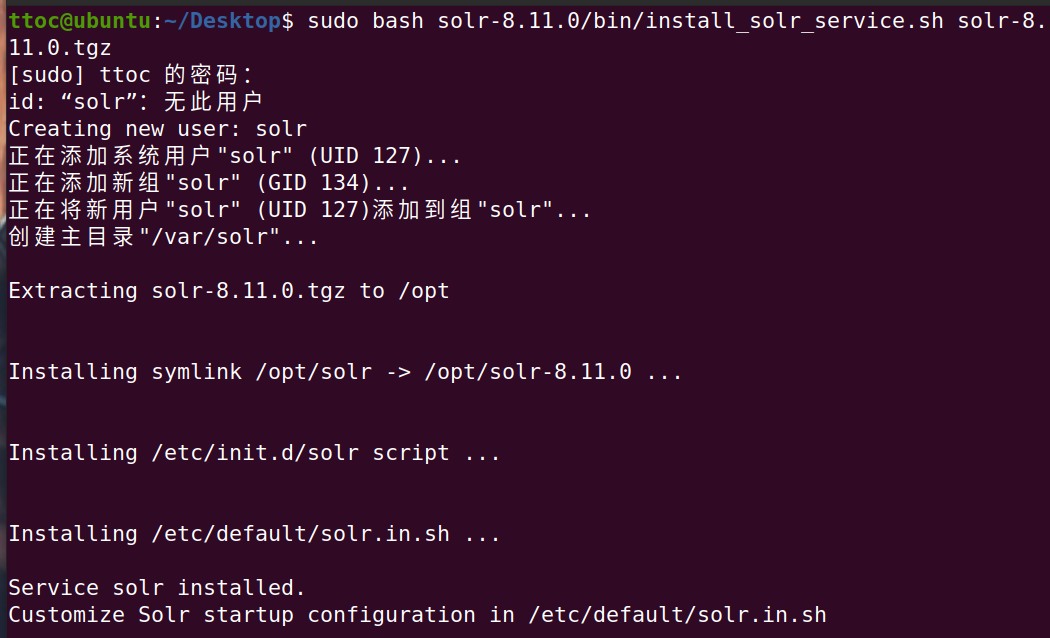 ttoc@ubuntu:~/Desktop$ sudo bash solr-8.11.0/bin/install_solr_service.sh solr-8.
11.0.tgz
[sudo] ttoc 的密码：
id: “solr”：无此用户
Creating new user: solr
正在添加系统用户"solr" (UID 127)...
正在添加新组"solr" (GID 134)...
正在将新用户"solr" (UID 127)添加到组"solr"...
创建主目录"/var/solr"...
Extracting solr-8.11.0.tgz to /opt
Installing symlink /opt/solr -> /opt/solr-8.11.0 ...
Installing /etc/init.d/solr script ...
Installing /etc/default/solr.in.sh ...
Service solr installed.
Customize Solr startup configuration in /etc/default/solr.in.sh